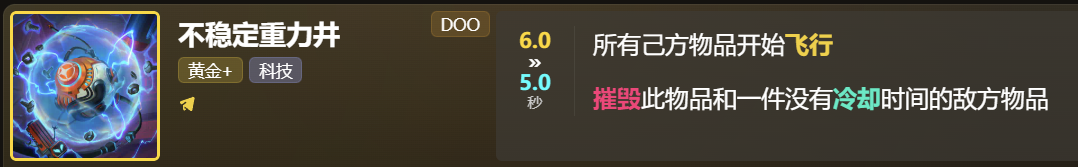 不稳定重力井
DOO
黄金+
科技
6.0
»
5.0
秒
所有己方物品开始飞行
摧毁此物品和一件没有冷却时间的敌方物品